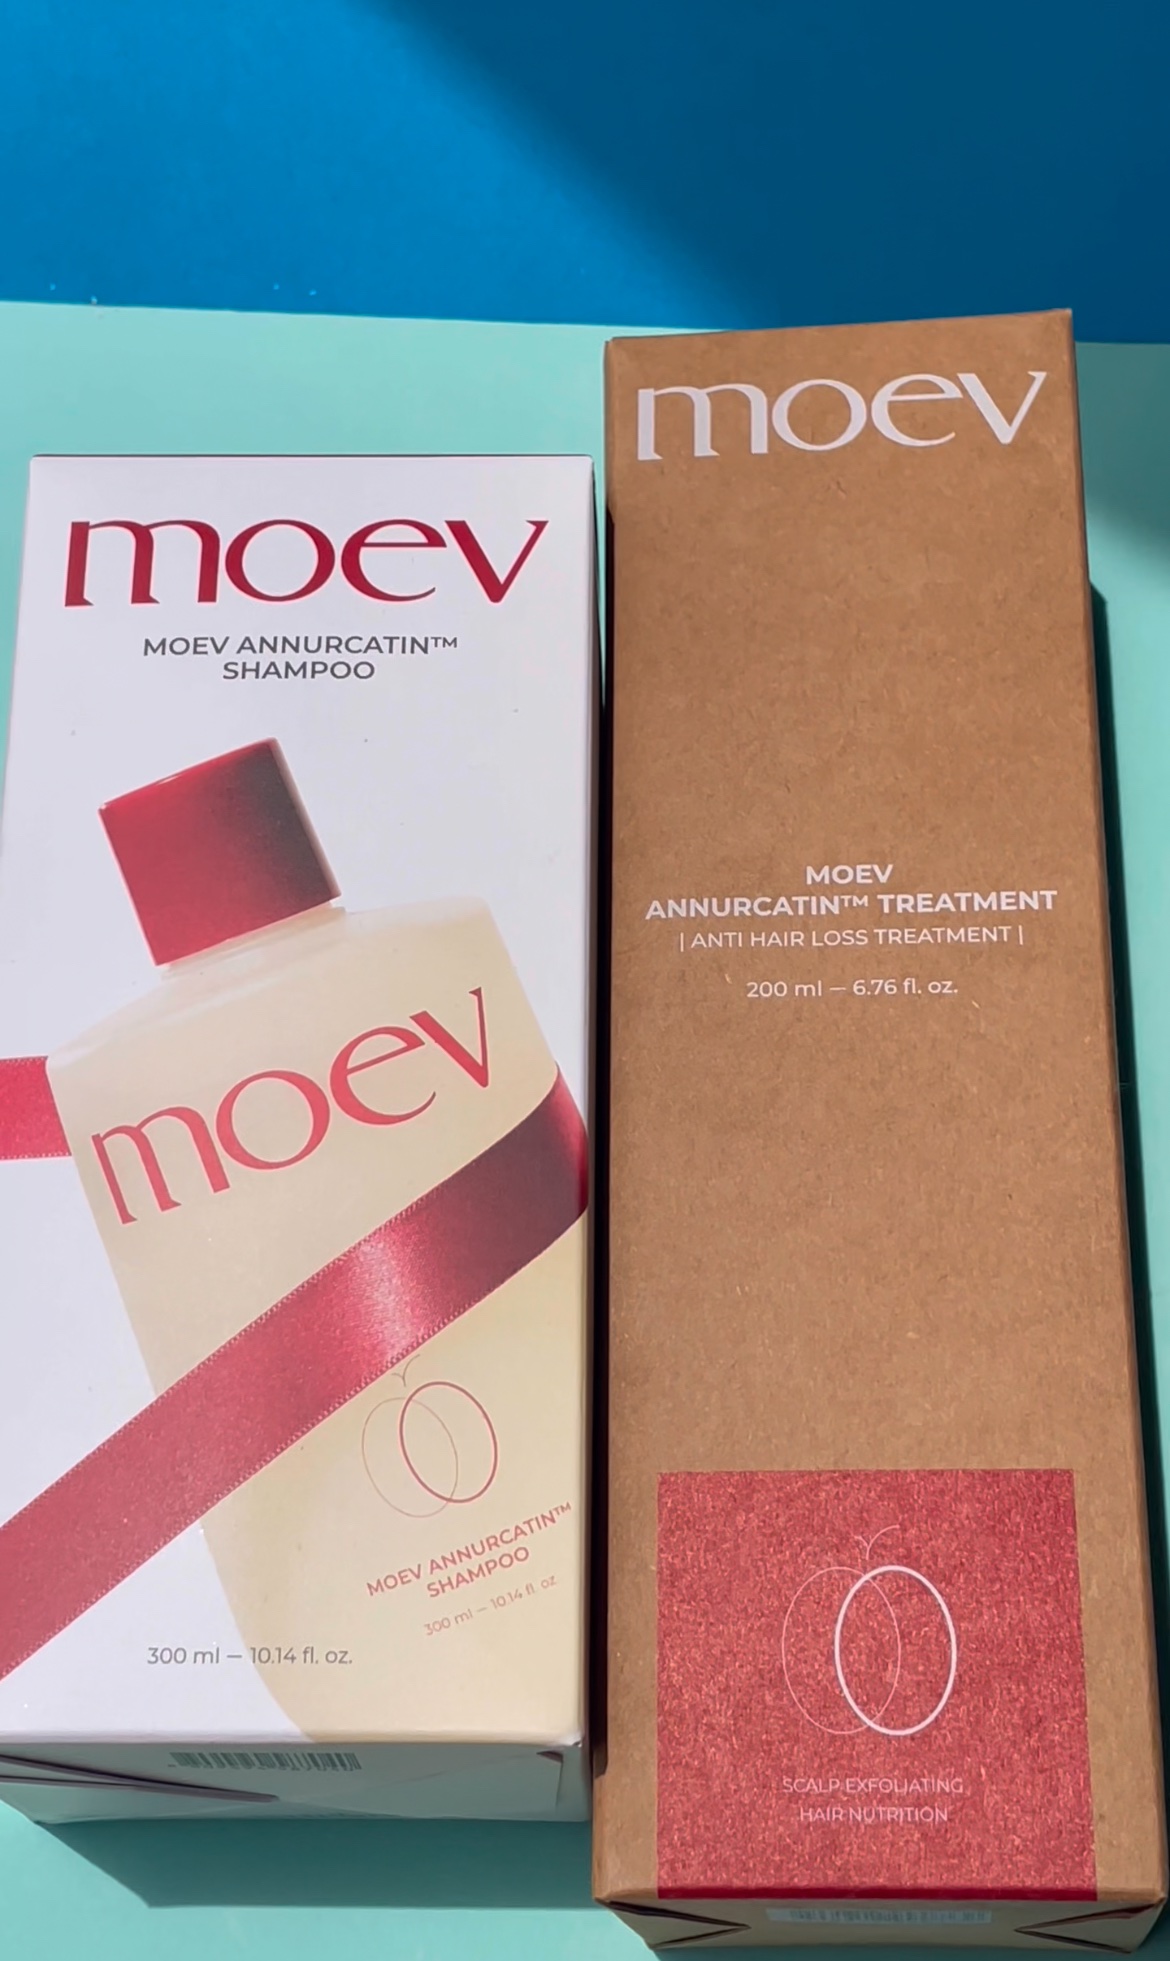 moev
MOEV ANNURCATIN™
SHAMPOO
moev
MOEV ANNURCATIN™
SHAMPOO
300 ml – 10.14 fl. oz.
300 ml – 10.14 fl. oz.
moev
MOEV
ANNURCATIN™ TREATMENT
| ANTI HAIR LOSS TREATMENT |
200 ml – 6.76 fl. oz.
SCALP EXFOLIATING
HAIR NUTRITION